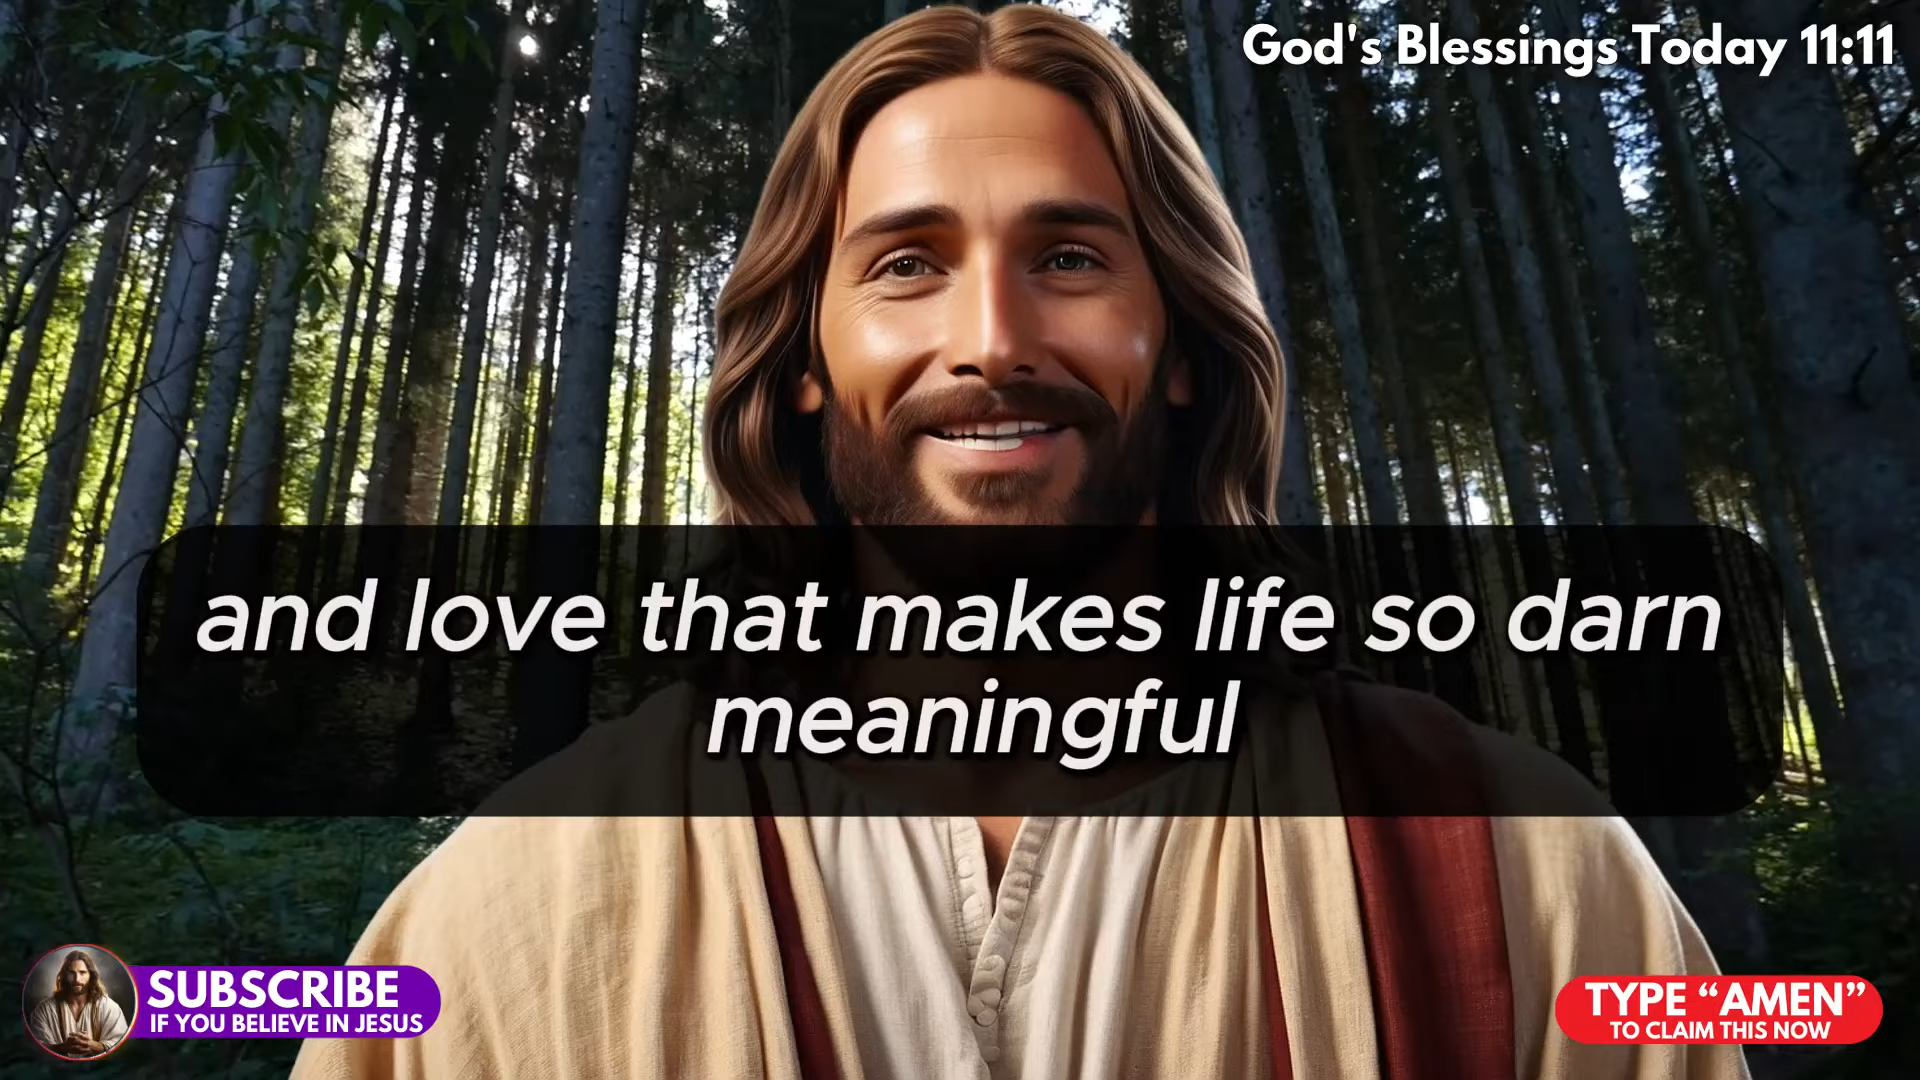 God's Blessings Today 11:11
and love that makes life so darn
meaningful
SUBSCRIBE
IF YOU BELIEVE IN JESUS
TYPE “AMEN”
TO CLAIM THIS NOW